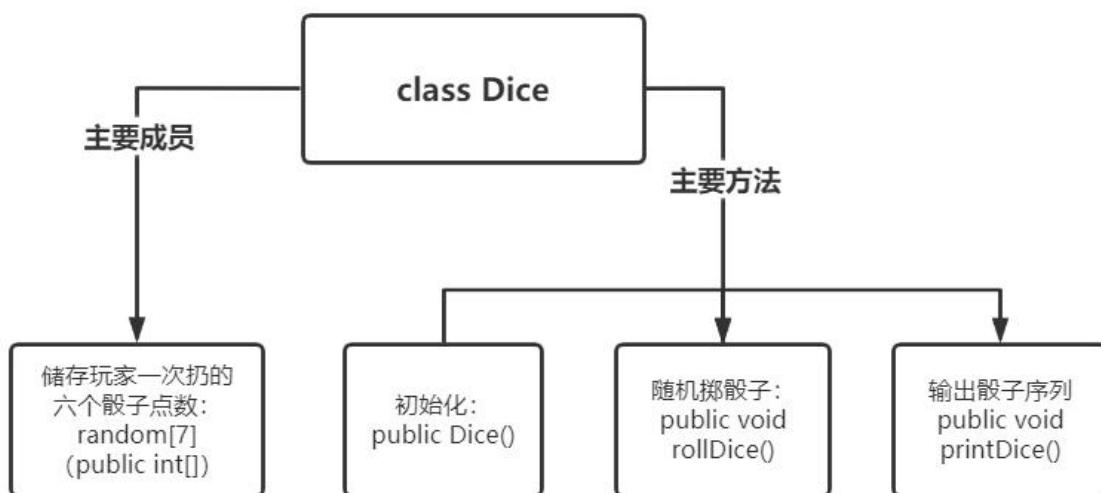 class Dice
主要成员
主要方法
储存玩家一次扔的
六个骰子点数：
random[7]
（public int[]）
初始化：
public Dice()
随机掷骰子：
public void
rollDice()
输出骰子序列
public void
printDice()